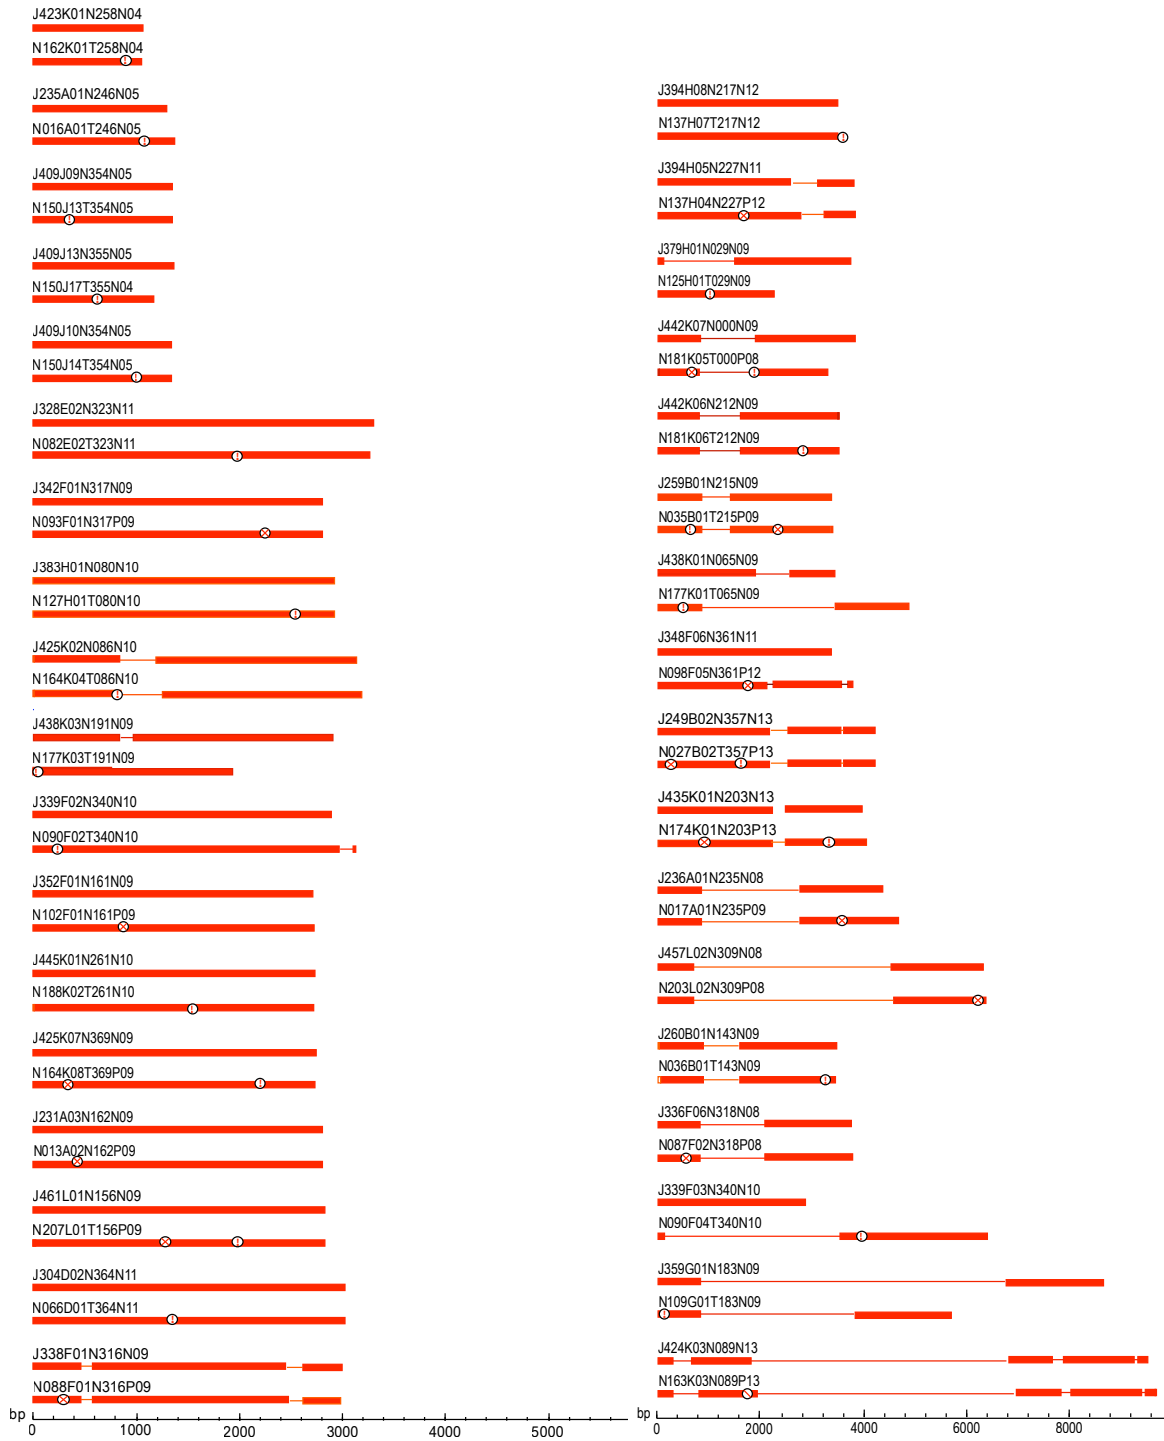 J423K01N258N04
N162K01T258N04
J235A01N246N05
N016A01T246N05
J409J09N354N05
N150J13T354N05
J409J13N355N05
N150J17T355N04
J409J10N354N05
N150J14T354N05
J328E02N323N11
N082E02T323N11
J342F01N317N09
N093F01N317P09
J383H01N080N10
N127H01T080N10
J425K02N086N10
N164K04T086N10
J438K03N191N09
N177K03T191N09
J339F02N340N10
N090F02T340N10
J352F01N161N09
N102F01N161P09
J445K01N261N10
N188K02T261N10
J425K07N369N09
N164K08T369P09
J231A03N162N09
N013A02N162P09
J461L01N156N09
N207L01T156P09
J304D02N364N11
N066D01T364N11
J338F01N316N09
N088F01N316P09
bp
0 1000 2000 3000 4000 5000
J394H08N217N12
N137H07T217N12
J394H05N227N11
N137H04N227P12
J379H01N029N09
N125H01T029N09
J442K07N000N09
N181K05T000P08
J442K06N212N09
N181K06T212N09
J259B01N215N09
N035B01T215P09
J438K01N065N09
N177K01T065N09
J348F06N361N11
N098F05N361P12
J249B02N357N13
N027B02T357P13
J435K01N203N13
N174K01N203P13
J236A01N235N08
N017A01N235P09
J457L02N309N08
N203L02N309P08
J260B01N143N09
N036B01T143N09
J336F06N318N08
N087F02N318P08
J339F03N340N10
N090F04T340N10
J359G01N183N09
N109G01T183N09
J424K03N089N13
N163K03N089P13
bp
0 2000 4000 6000 8000